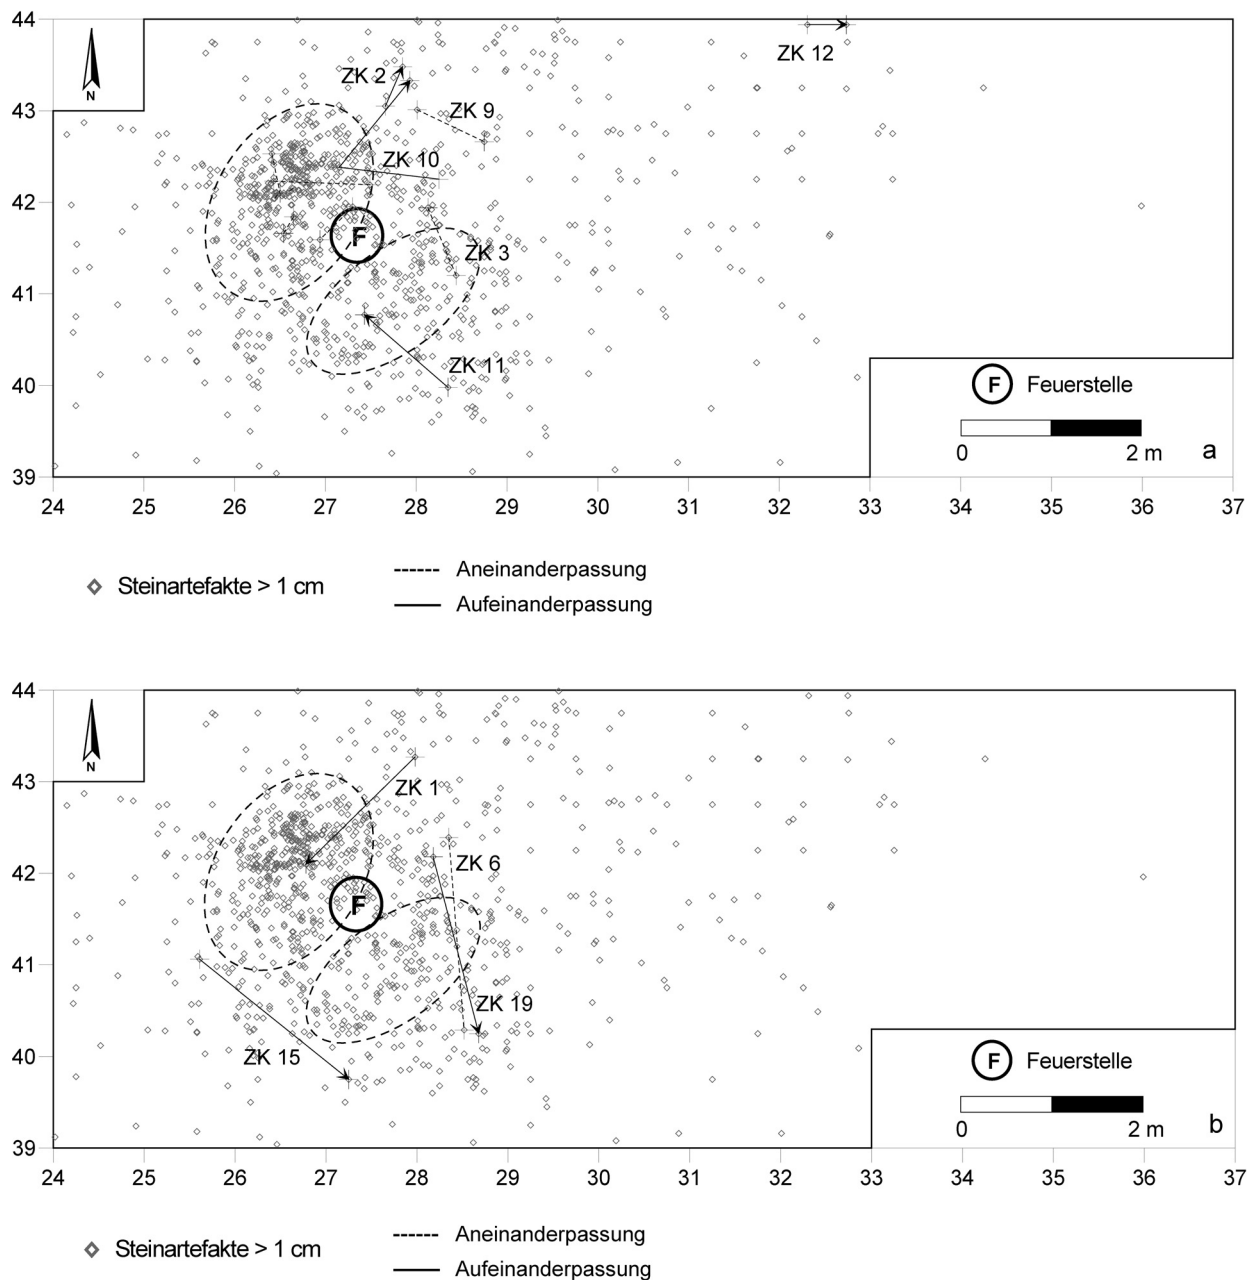 44
ZK 12
ZK 2
N
43
ZK 9
ZK 10
42
F
ZK 3
41
ZK 11
40
F Feuerstelle
0 2 m a
39
24 25 26 27 28 29 30 31 32 33 34 35 36 37
Steinartefakte > 1 cm
Aneinanderpassung
Aufeinanderpassung
44
N
43
ZK 1
ZK 6
42
F
41
ZK 19
ZK 15
40
F Feuerstelle
0 2 m b
39
24 25 26 27 28 29 30 31 32 33 34 35 36 37
Steinartefakte > 1 cm
Aneinanderpassung
Aufeinanderpassung